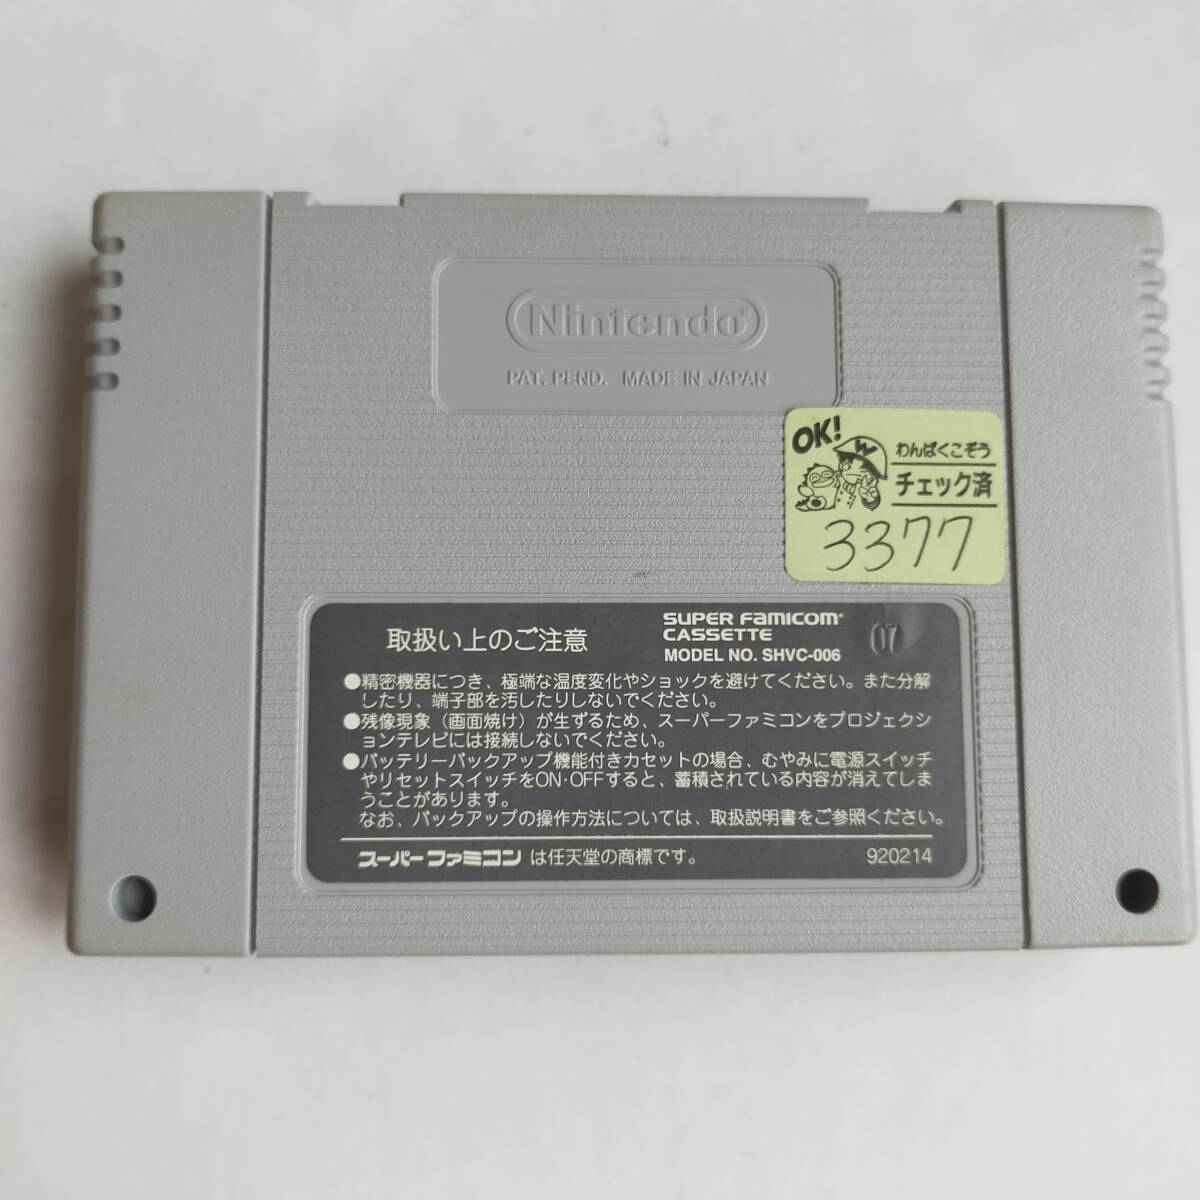 Nintendo®
PAT. PEND. MADE IN JAPAN
OK!
わんぱくこぞう
チェック済
3377
取扱い上のご注意
SUPER FAMICOM
CASSETTE
MODEL NO. SHVC-006
07
●精密機器につき、極端な温度変化やショックを避けてください。また分解
したり、端子部を汚したりしないでください。
●残像現象（画面焼け）が生ずるため、スーパーファミコンをプロジェクシ
ョンテレビには接続しないでください。
●バッテリーバックアップ機能付きカセットの場合、むやみに電源スイッチ
やリセットスイッチをON・OFFすると、蓄積されている内容が消えてしま
うことがあります。
なお、バックアップの操作方法については、取扱説明書をご参照ください。
スーパーファミコン は任天堂の商標です。
920214
W